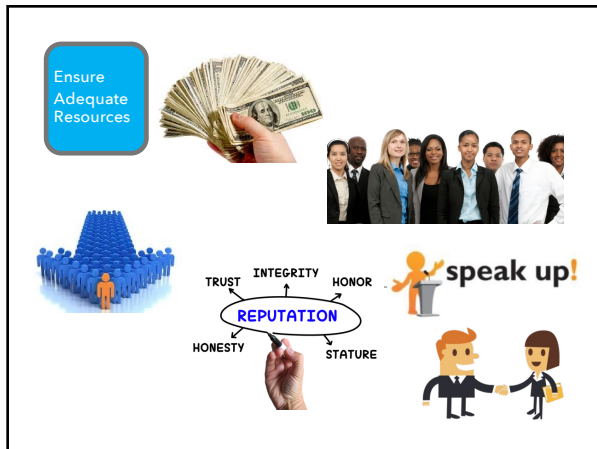 Ensure
Adequate
Resources
speak up!
INTEGRITY
TRUST
HONOR
REPUTATION
HONESTY
STATURE